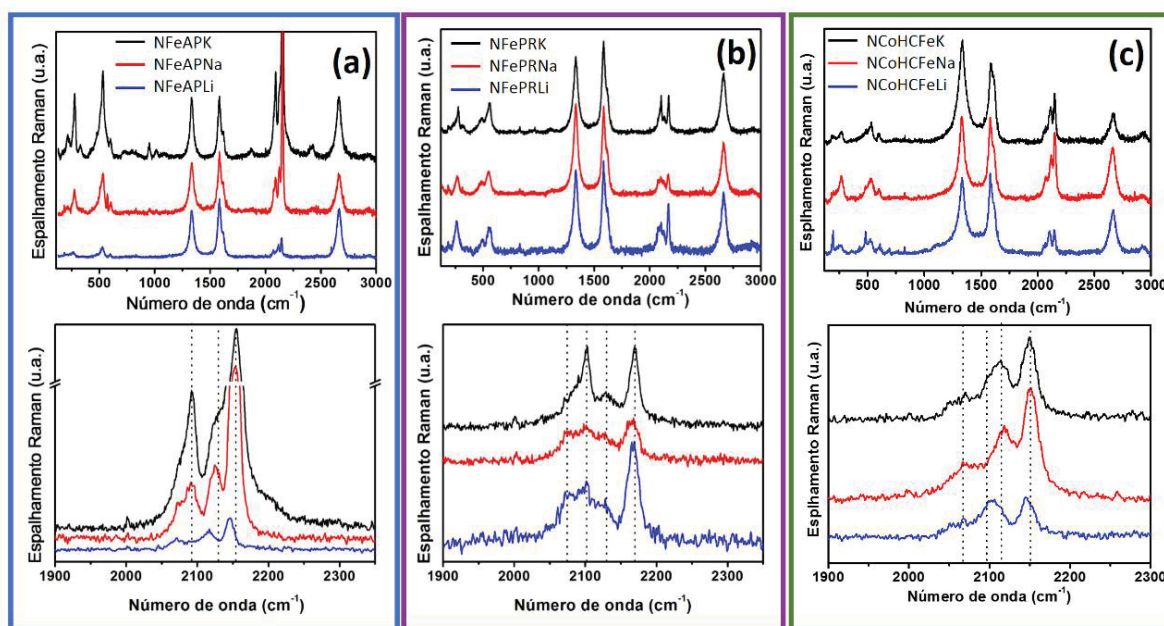 (a)
NFeAPK
NFeAPNa
NFeAPLi
Espalhamento Raman (u.a.)
500 1000 1500 2000 2500 3000
Número de onda (cm-1)
(b)
NFePRK
NFePRNa
NFePRLi
Espalhamento Raman (u.a.)
500 1000 1500 2000 2500 3000
Número de onda (cm-1)
(c)
NCoHCFeK
NCoHCFeNa
NCoHCFeLi
Esplhamento Raman (u.a.)
500 1000 1500 2000 2500 3000
Número de onda (cm-1)
Espalhamento Raman (u.a.)
1900 2000 2100 2200 2300
Número de onda (cm-1)
Espalhamento Raman (u.a.)
1900 2000 2100 2200 2300
Número de onda (cm-1)
Esplhamento Raman (u.a.)
1900 2000 2100 2200 2300
Número de onda (cm-1)